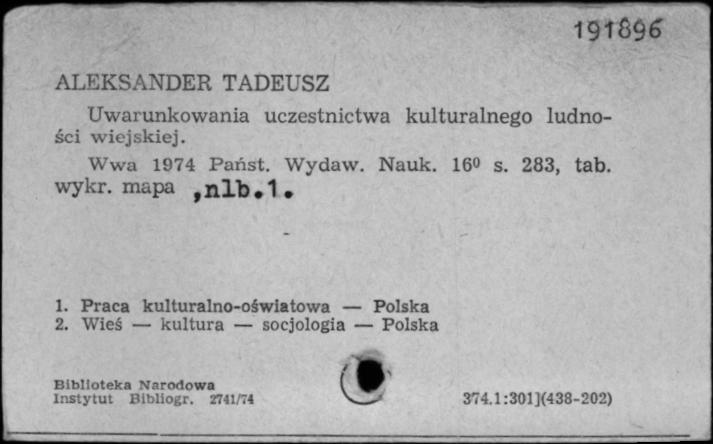 191896
ALEKSANDER TADEUSZ
Uwarunkowania uczestnictwa kulturalnego ludno-
ści wiejskiej.
Wwa 1974 Państ. Wydaw. Nauk. 16⁰ s. 283, tab.
wykr. mapa ,nlb.1.
1. Praca kulturalno-oświatowa — Polska
2. Wieś — kultura — socjologia — Polska
Biblioteka Narodowa
Instytut Bibliogr. 2741/74
374.1:301](438-202)